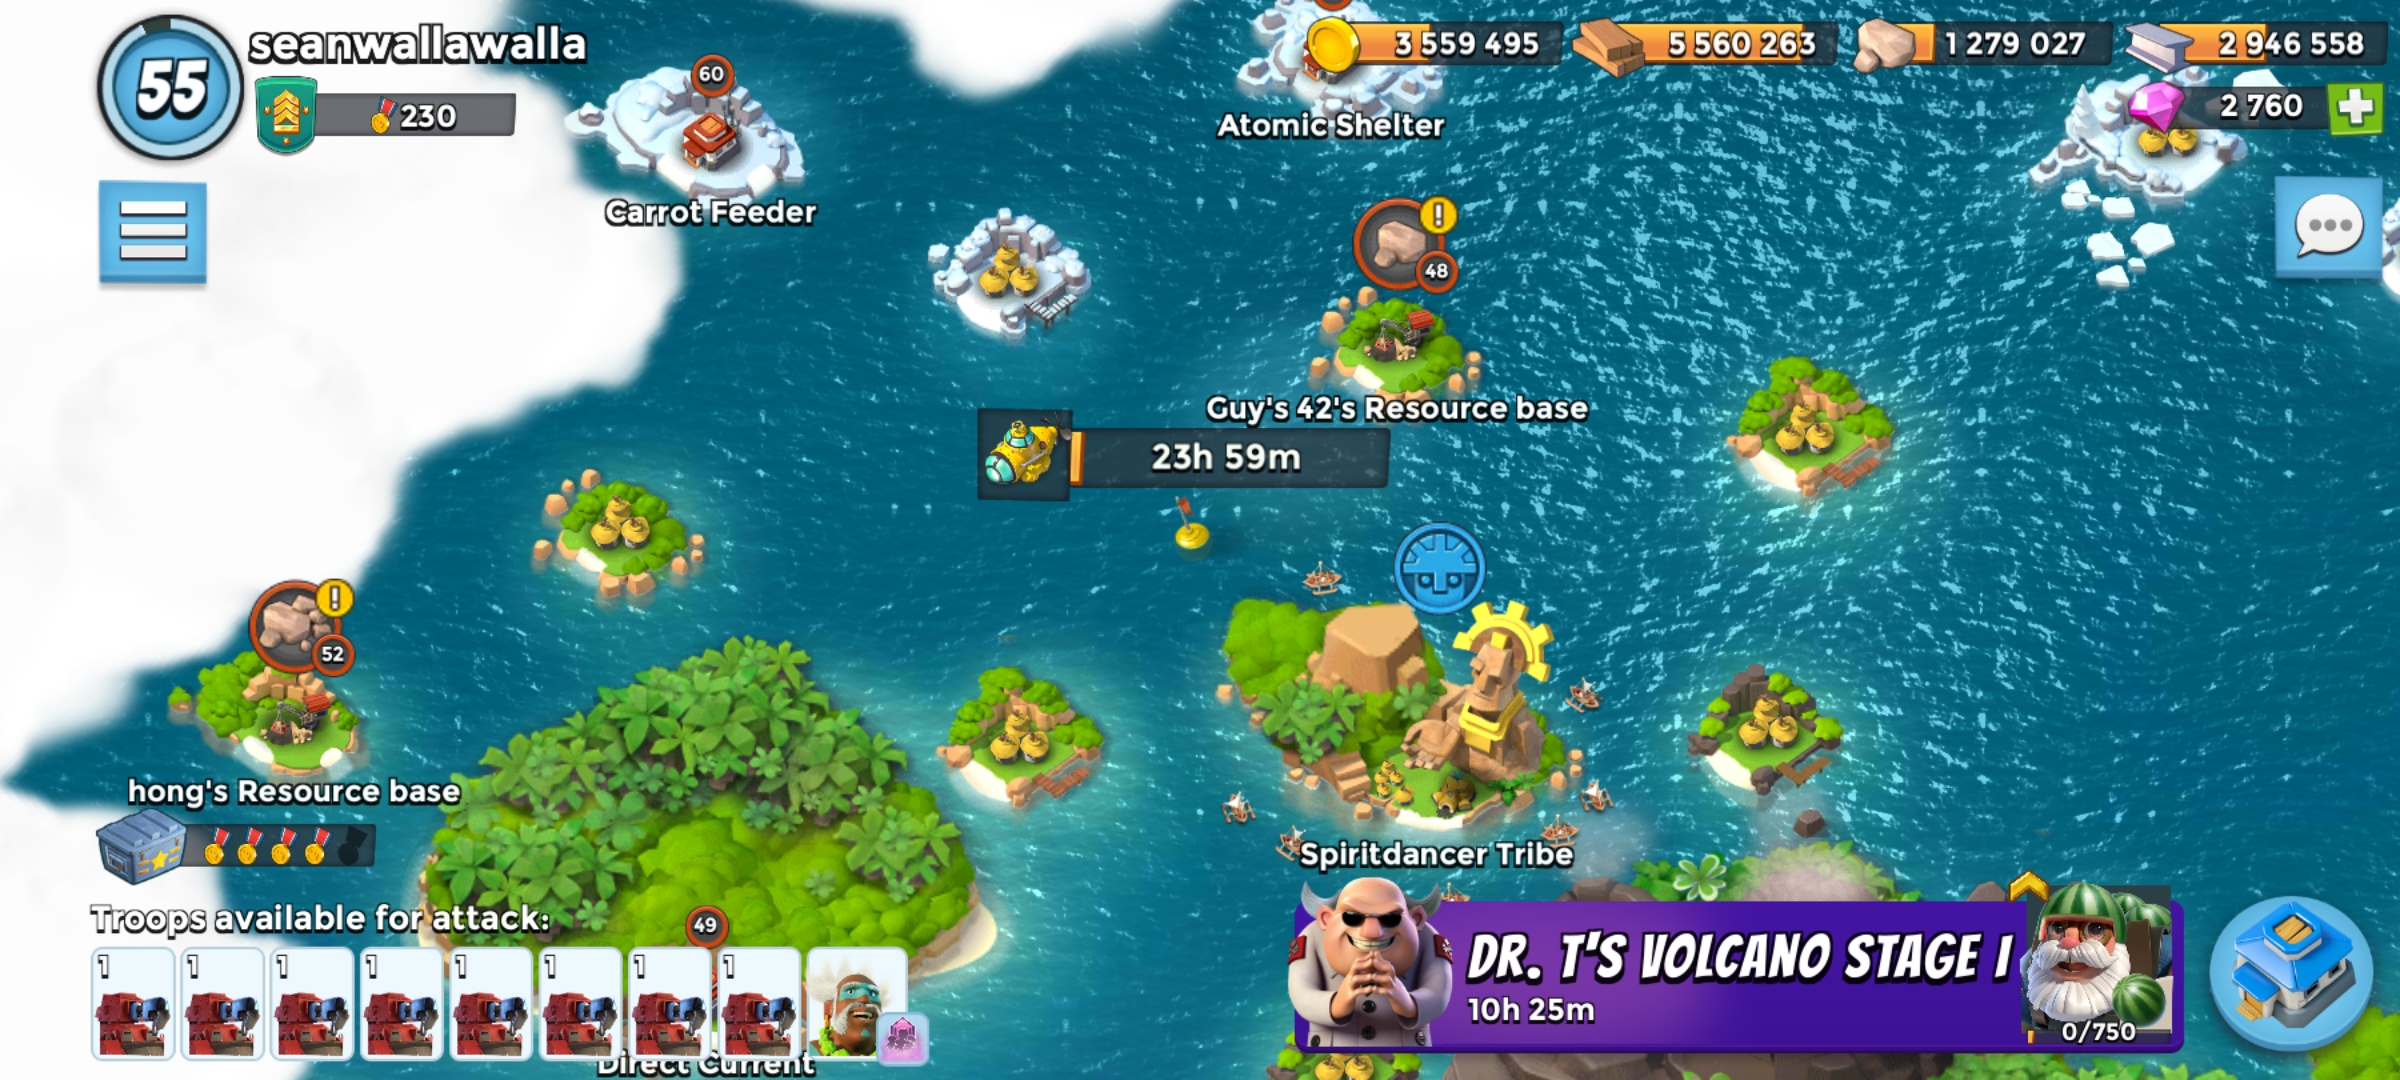 55
seanwallawalla
230
3 559 495
5 560 263
1 279 027
2 946 558
2 760
60
Carrot Feeder
Atomic Shelter
!
48
Guy's 42's Resource base
23h 59m
!
52
hong's Resource base
Spiritdancer Tribe
Troops available for attack:
49
1
1
1
1
1
1
1
1
Direct Current
DR. T'S VOLCANO STAGE I
10h 25m
0/750